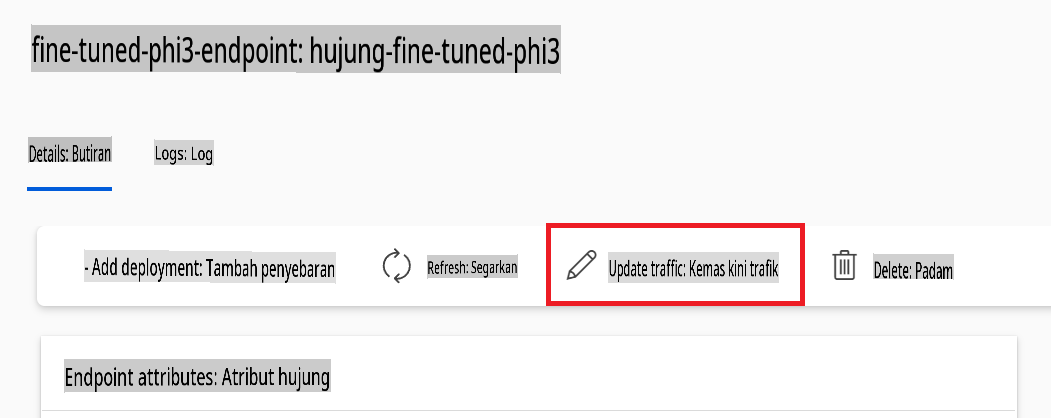 fine-tuned-phi3-endpoint: hujung-fine-tuned-phi3
Details: Butiran
Logs: Log
- Add deployment: Tambah penyebaran
Refresh: Segarkan
Update traffic: Kemas kini trafik
Delete: Padam
Endpoint attributes: Atribut hujung